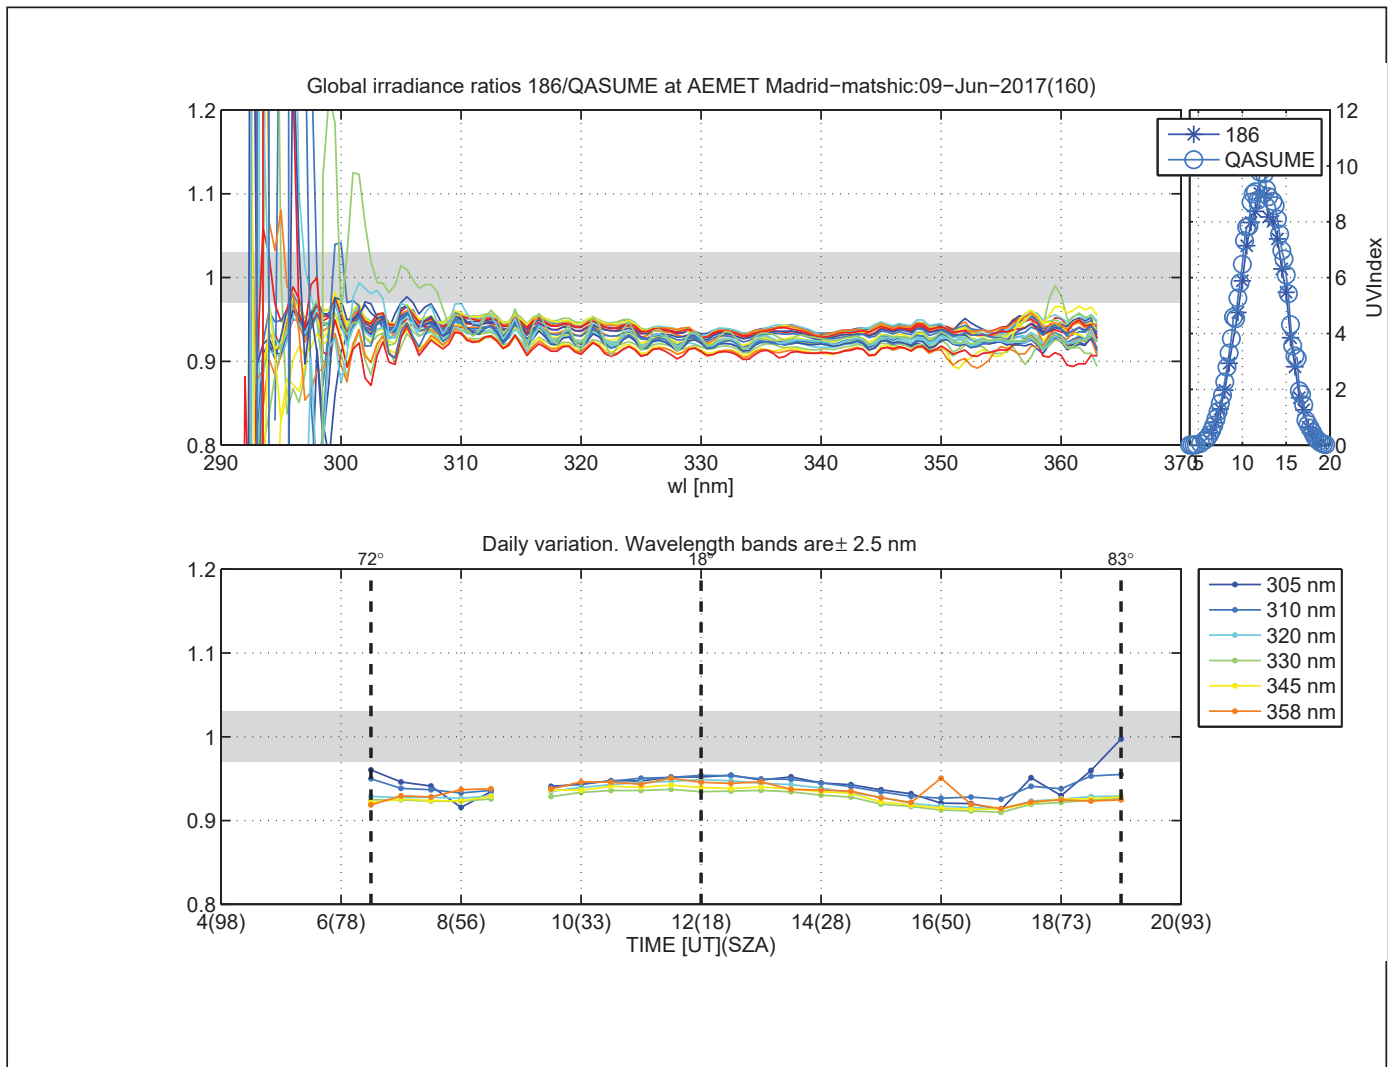 Global irradiance ratios 186/QASUME at AEMET Madrid−matshic:09−Jun−2017(160)
1.2
1.1
1
0.9
0.8
290 300 310 320 330 340 350 360 370
wl [nm]
186
QASUME
12
10
8
6
4
2
0
UVIndex
5 10 15 20
Daily variation. Wavelength bands are± 2.5 nm
72° 18° 83°
1.2
1.1
1
0.9
0.8
4(98) 6(78) 8(56) 10(33) 12(18) 14(28) 16(50) 18(73) 20(93)
TIME [UT](SZA)
305 nm
310 nm
320 nm
330 nm
345 nm
358 nm